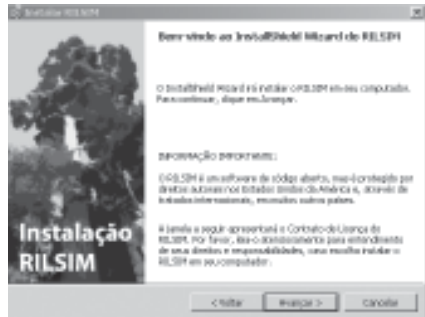 Instalar RILSIM
Bem-vindo ao InstallShield Wizard do RILSIM
O InstallShield Wizard irá instalar o RILSIM em seu computador.
Para continuar, clique em Avançar.
INFORMAÇÃO IMPORTANTE:
O RILSIM é um software de código aberto, mas é protegido por
direitos autorais nos Estados Unidos da América e, através de
tratados internacionais, em muitos outros países.
A janela a seguir apresentará o Contrato de Licença do
RILSIM. Por favor, leia-o atenciosamente para entendimento
de seus direitos e responsabilidades, caso escolha instalar o
RILSIM em seu computador.
Instalação
RILSIM
< Voltar
Avançar >
Cancelar